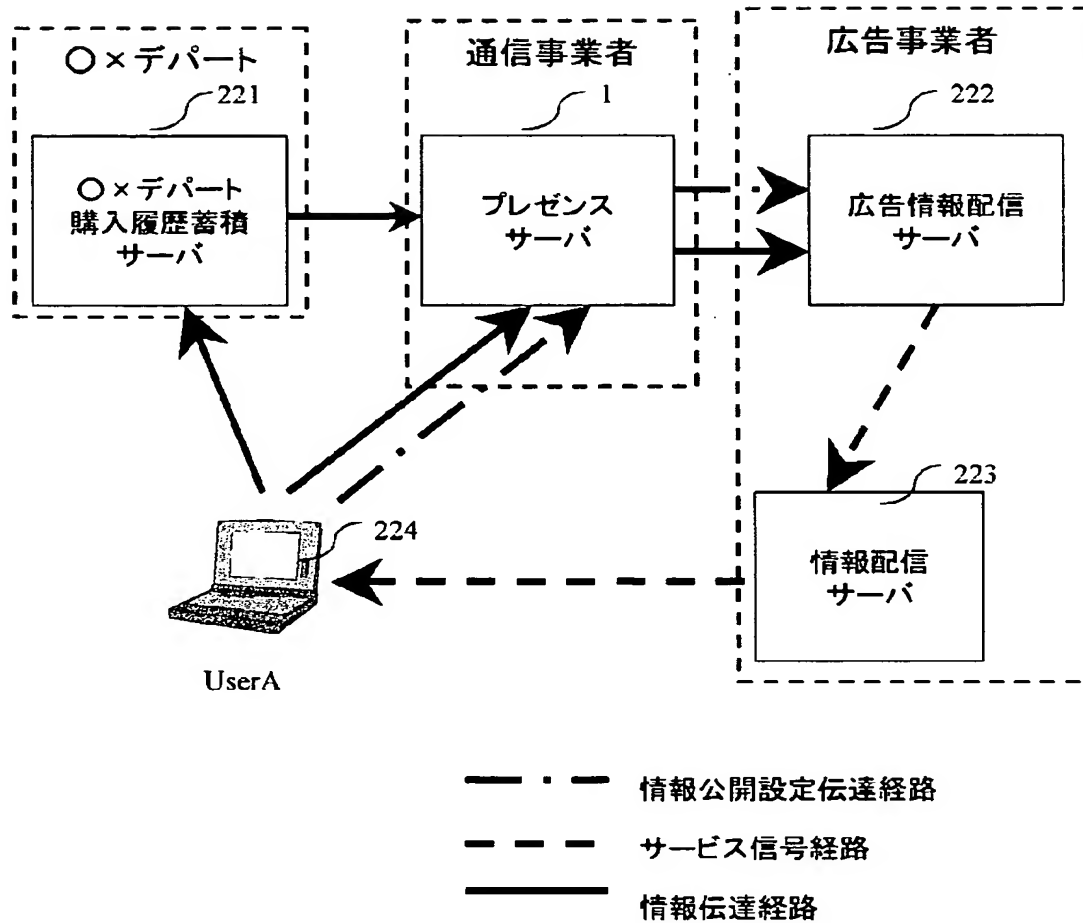 ○×デパート
221
○×デパート
購入履歴蓄積
サーバ
通信事業者
1
プレゼンス
サーバ
広告事業者
222
広告情報配信
サーバ
223
情報配信
サーバ
224
UserA
情報公開設定伝達経路
サービス信号経路
情報伝達経路